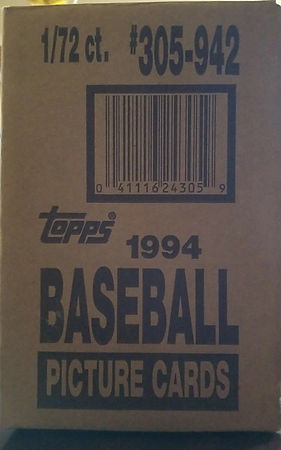 1/72 ct. #305-942
0 41116 24305 9
Topps®
1994
BASEBALL
PICTURE CARDS